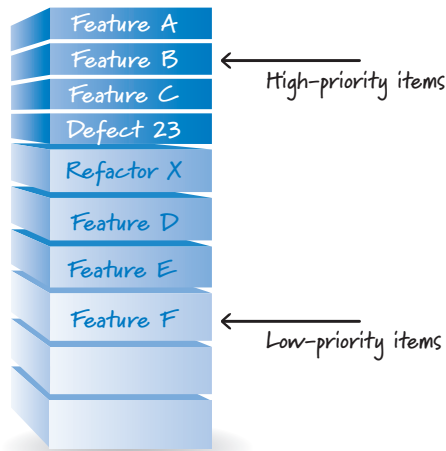 Feature A
Feature B
High-priority items
Feature C
Defect 23
Refactor X
Feature D
Feature E
Feature F
Low-priority items